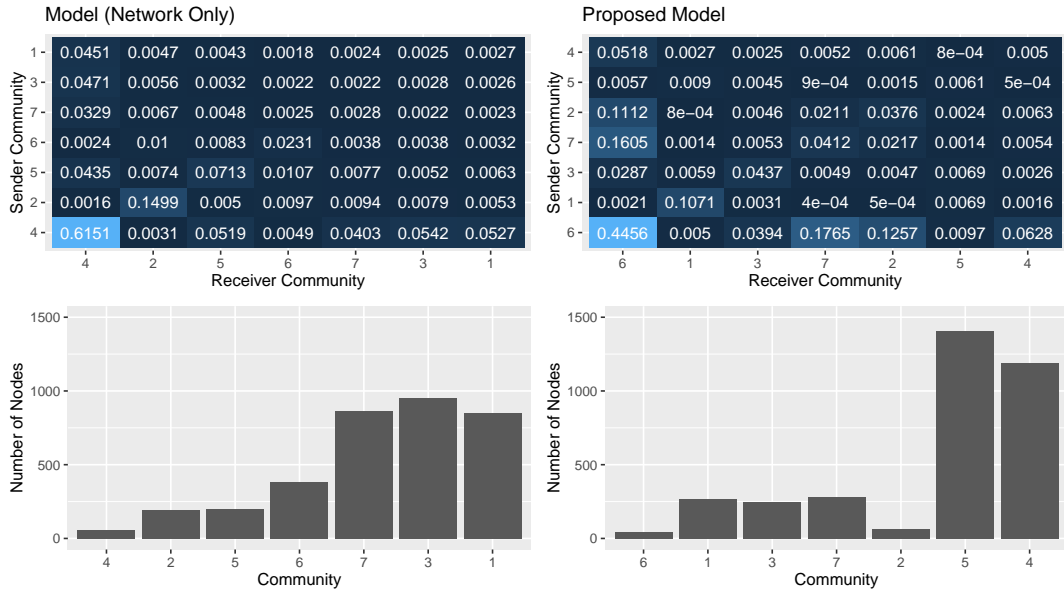 Model (Network Only)
Sender Community
1 0.0451 0.0047 0.0043 0.0018 0.0024 0.0025 0.0027
3 0.0471 0.0056 0.0032 0.0022 0.0022 0.0028 0.0026
7 0.0329 0.0067 0.0048 0.0025 0.0028 0.0022 0.0023
6 0.0024 0.01 0.0083 0.0231 0.0038 0.0038 0.0032
5 0.0435 0.0074 0.0713 0.0107 0.0077 0.0052 0.0063
2 0.0016 0.1499 0.005 0.0097 0.0094 0.0079 0.0053
4 0.6151 0.0031 0.0519 0.0049 0.0403 0.0542 0.0527
4 2 5 6 7 3 1
Receiver Community
Proposed Model
Sender Community
4 0.0518 0.0027 0.0025 0.0052 0.0061 8e−04 0.005
5 0.0057 0.009 0.0045 9e−04 0.0015 0.0061 5e−04
2 0.1112 8e−04 0.0046 0.0211 0.0376 0.0024 0.0063
7 0.1605 0.0014 0.0053 0.0412 0.0217 0.0014 0.0054
3 0.0287 0.0059 0.0437 0.0049 0.0047 0.0069 0.0026
1 0.0021 0.1071 0.0031 4e−04 5e−04 0.0069 0.0016
6 0.4456 0.005 0.0394 0.1765 0.1257 0.0097 0.0628
6 1 3 7 2 5 4
Receiver Community
Number of Nodes
1500
1000
500
0
4 2 5 6 7 3 1
Community
Number of Nodes
1500
1000
500
0
6 1 3 7 2 5 4
Community